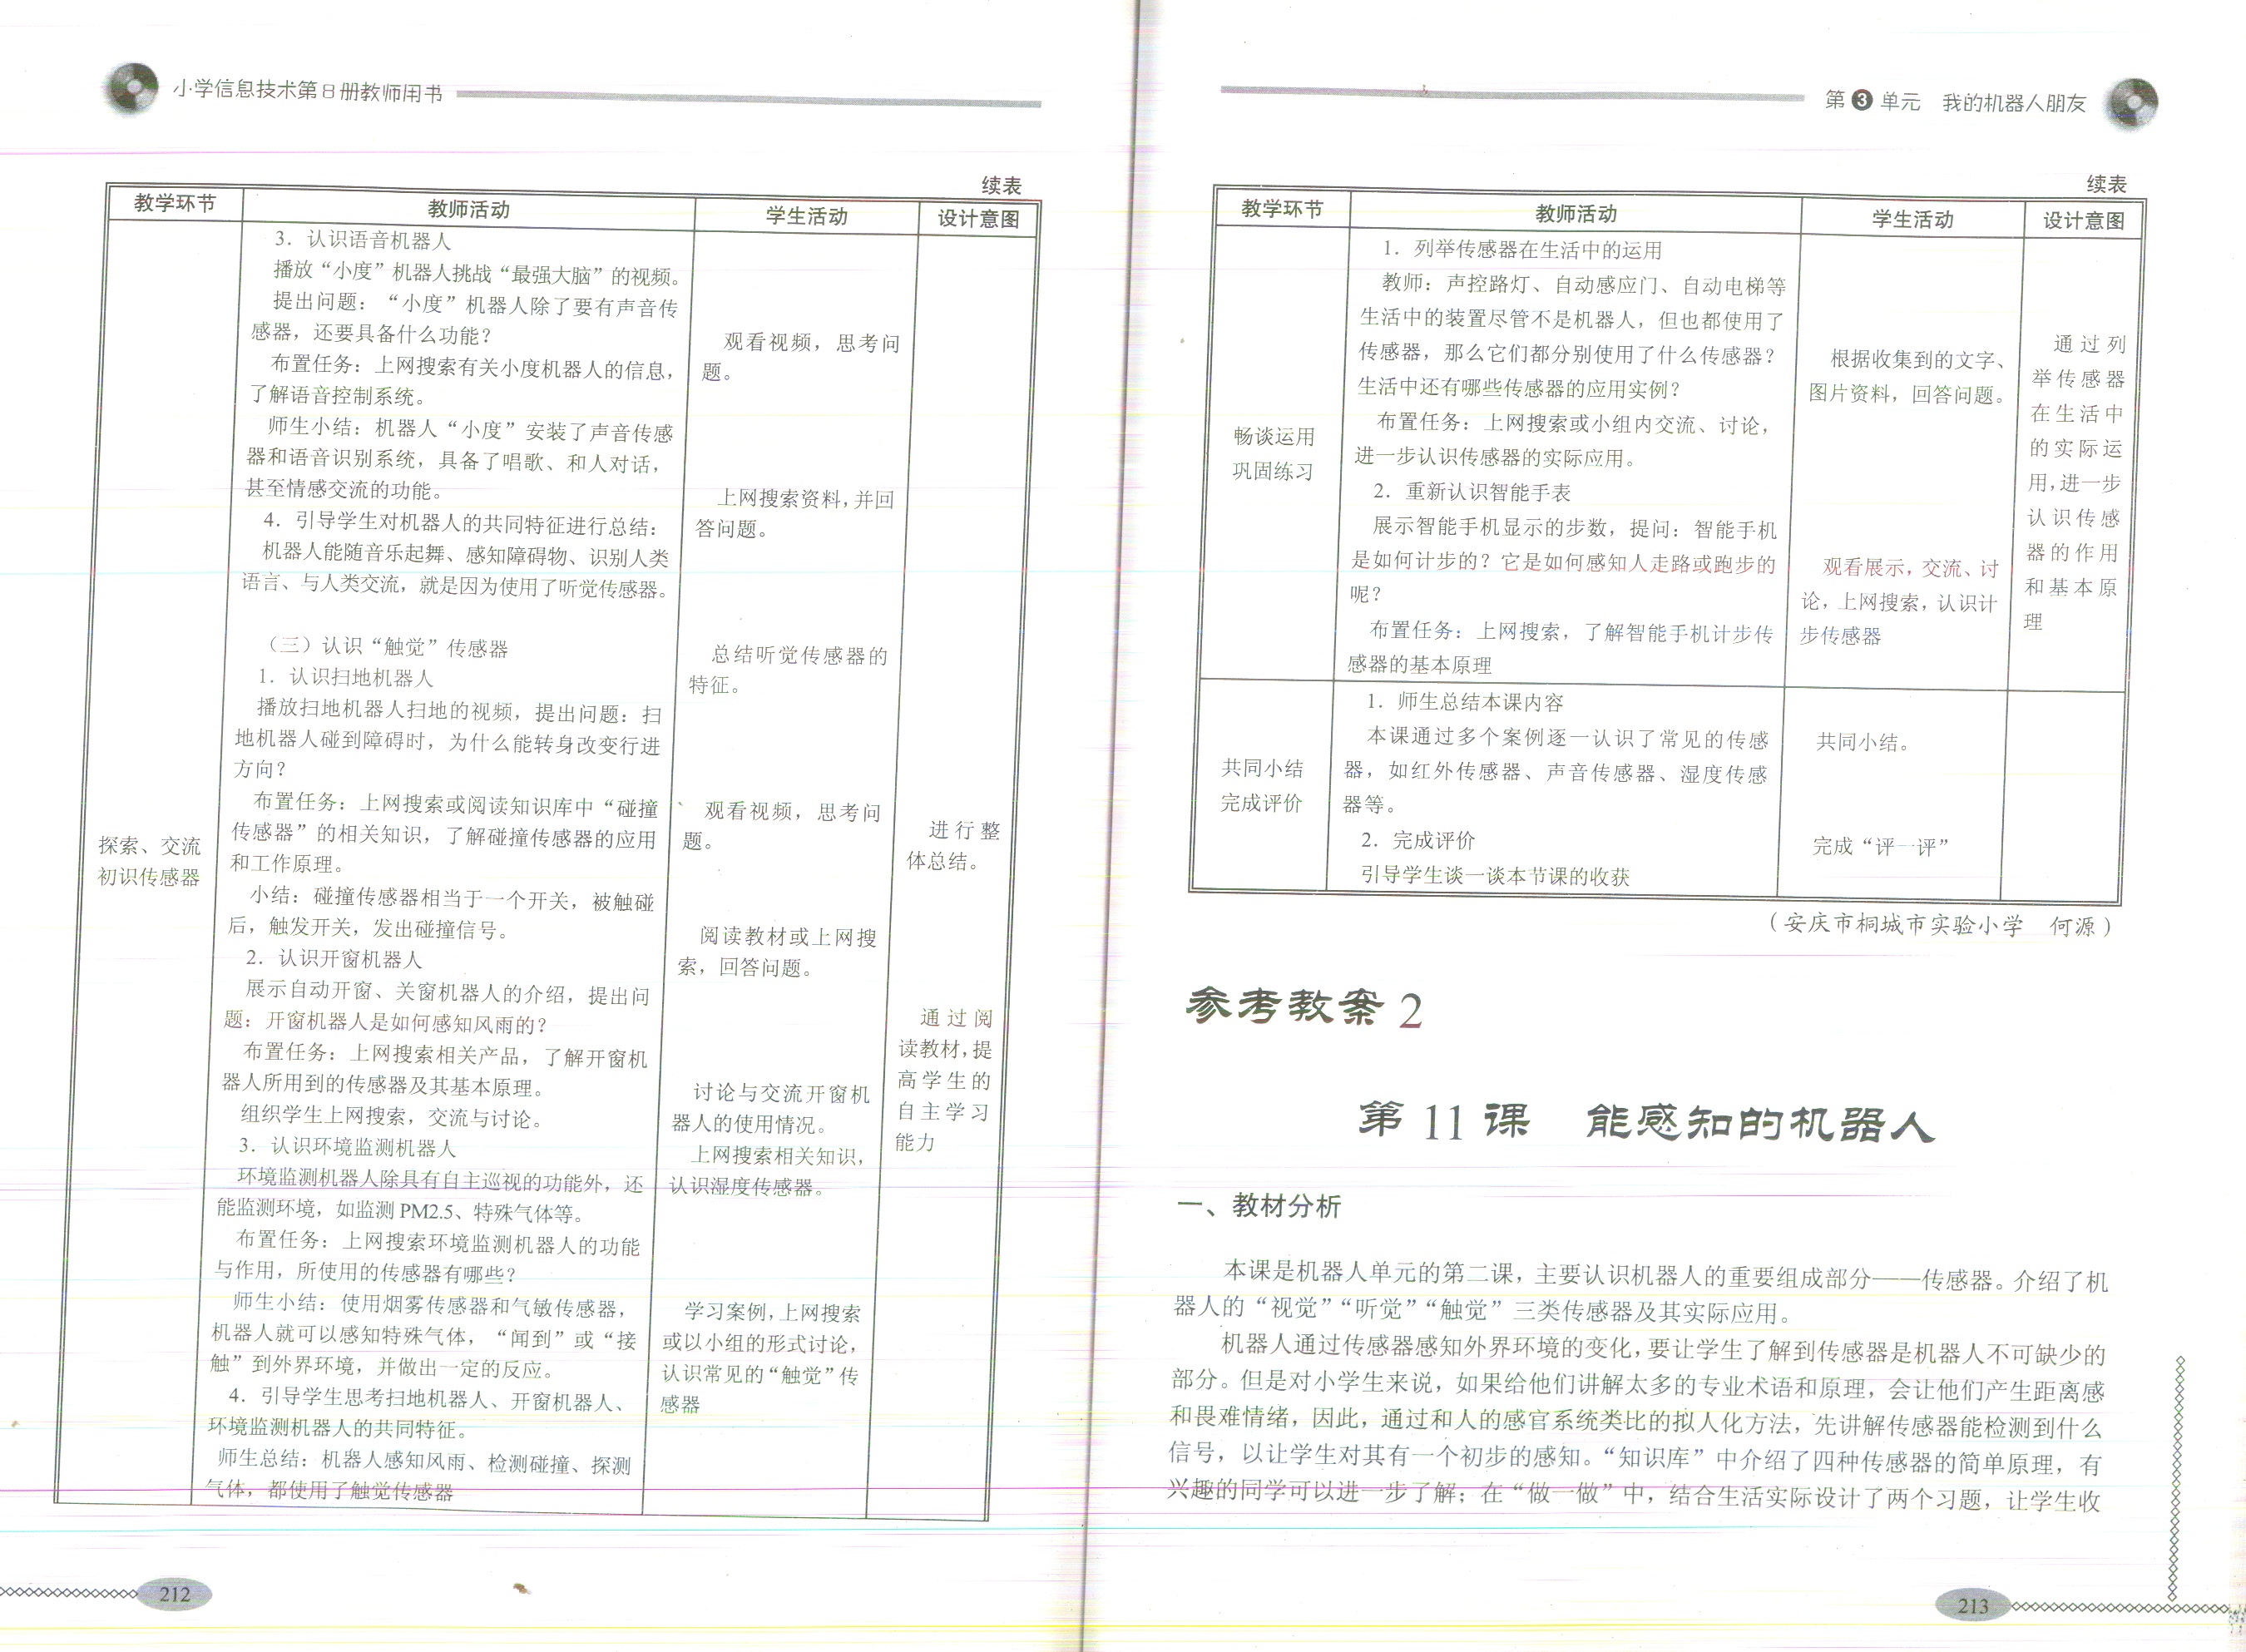 小学信息技术第8册教师用书
续表
教学环节
教师活动
学生活动
设计意图
探索、交流
初识传感器
3．认识语音机器人
播放“小度”机器人挑战“最强大脑”的视频。
提出问题：“小度”机器人除了要有声音传
感器，还要具备什么功能？
布置任务：上网搜索有关小度机器人的信息，
了解语音控制系统。
师生小结：机器人“小度”安装了声音传感
器和语音识别系统，具备了唱歌、和人对话，
甚至情感交流的功能。
4．引导学生对机器人的共同特征进行总结：
机器人能随音乐起舞、感知障碍物、识别人类
语言、与人类交流，就是因为使用了听觉传感器。
（三）认识“触觉”传感器
1．认识扫地机器人
播放扫地机器人扫地的视频，提出问题：扫
地机器人碰到障碍时，为什么能转身改变行进
方向？
布置任务：上网搜索或阅读知识库中“碰撞
传感器”的相关知识，了解碰撞传感器的应用
和工作原理。
小结：碰撞传感器相当于一个开关，被触碰
后，触发开关，发出碰撞信号。
2．认识开窗机器人
展示自动开窗、关窗机器人的介绍，提出问
题：开窗机器人是如何感知风雨的？
布置任务：上网搜索相关产品，了解开窗机
器人所用到的传感器及其基本原理。
组织学生上网搜索，交流与讨论。
3．认识环境监测机器人
环境监测机器人除具有自主巡视的功能外，还
能监测环境，如监测 PM2.5、特殊气体等。
布置任务：上网搜索环境监测机器人的功能
与作用，所使用的传感器有哪些？
师生小结：使用烟雾传感器和气敏传感器，
机器人就可以感知特殊气体，“闻到”或“接
触”到外界环境，并做出一定的反应。
4．引导学生思考扫地机器人、开窗机器人、
环境监测机器人的共同特征。
师生总结：机器人感知风雨、检测碰撞、探测
气体，都使用了触觉传感器
观看视频，思考问
题。
上网搜索资料，并回
答问题。
总结听觉传感器的
特征。
观看视频，思考问
题。
阅读教材或上网搜
索，回答问题。
讨论与交流开窗机
器人的使用情况。
上网搜索相关知识，
认识湿度传感器。
学习案例，上网搜索
或以小组的形式讨论，
认识常见的“触觉”传
感器
进行整
体总结。
通过阅
读教材，提
高学生的
自主学习
能力
212
第3单元 我的机器人朋友
续表
教学环节
教师活动
学生活动
设计意图
畅谈运用
巩固练习
1．列举传感器在生活中的运用
教师：声控路灯、自动感应门、自动电梯等
生活中的装置尽管不是机器人，但也都使用了
传感器，那么它们都分别使用了什么传感器？
生活中还有哪些传感器的应用实例？
布置任务：上网搜索或小组内交流、讨论，
进一步认识传感器的实际应用。
2．重新认识智能手表
展示智能手机显示的步数，提问：智能手机
是如何计步的？它是如何感知人走路或跑步的
呢？
布置任务：上网搜索，了解智能手机计步传
感器的基本原理
根据收集到的文字、
图片资料，回答问题。
观看展示，交流、讨
论，上网搜索，认识计
步传感器
通过列
举传感器
在生活中
的实际运
用，进一步
认识传感
器的作用
和基本原
理
共同小结
完成评价
1．师生总结本课内容
本课通过多个案例逐一认识了常见的传感
器，如红外传感器、声音传感器、湿度传感
器等。
2．完成评价
引导学生谈一谈本节课的收获
共同小结。
完成“评一评”
（安庆市桐城市实验小学 何源）
参考教案 2
第 11 课 能感知的机器人
一、教材分析
本课是机器人单元的第二课，主要认识机器人的重要组成部分——传感器。介绍了机
器人的“视觉”“听觉”“触觉”三类传感器及其实际应用。
机器人通过传感器感知外界环境的变化，要让学生了解到传感器是机器人不可缺少的
部分。但是对小学生来说，如果给他们讲解太多的专业术语和原理，会让他们产生距离感
和畏难情绪，因此，通过和人的感官系统类比的拟人化方法，先讲解传感器能检测到什么
信号，以让学生对其有一个初步的感知。“知识库”中介绍了四种传感器的简单原理，有
兴趣的同学可以进一步了解；在“做一做”中，结合生活实际设计了两个习题，让学生收
213